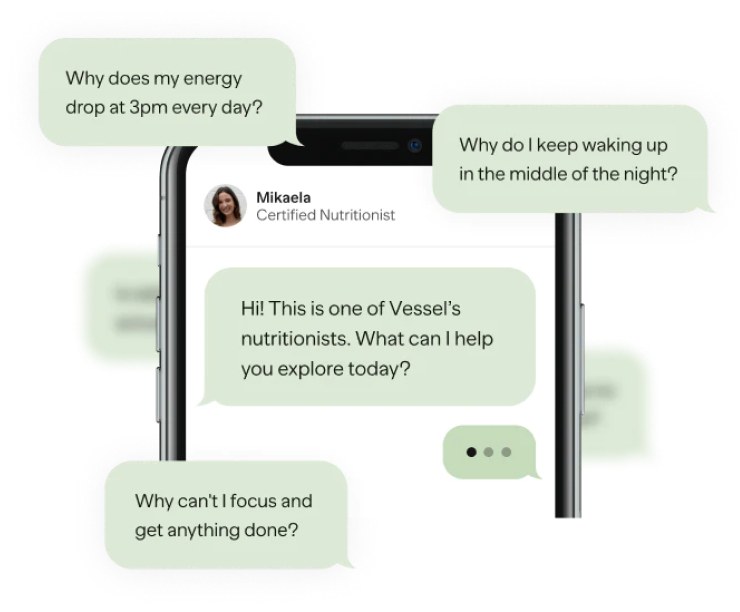 Why does my energy
drop at 3pm every day?
Why do I keep waking up
in the middle of the night?
Mikaela
Certified Nutritionist
Hi! This is one of Vessel’s
nutritionists. What can I help
you explore today?
Why can't I focus and
get anything done?